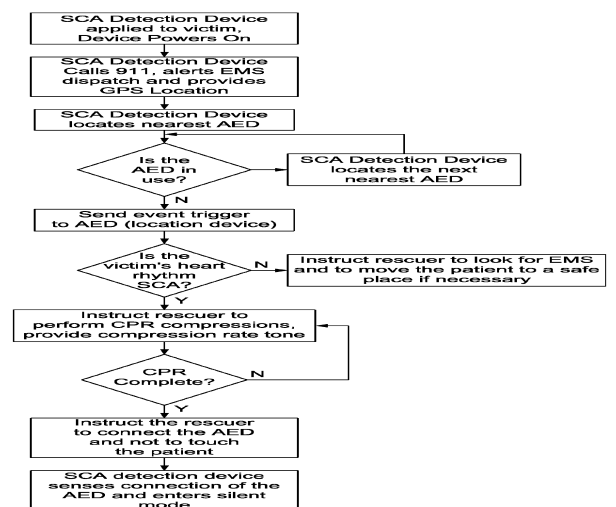 SCA Detection Device
applied to victim,
Device Powers On
SCA Detection Device
Calls 911, alerts EMS
dispatch and provides
GPS Location
SCA Detection Device
locates nearest AED
Is the
AED in
use?
SCA Detection Device
locates the next
nearest AED
N
Send event trigger
to AED (location device)
Is the
victim's heart
rhythm
SCA?
N
Instruct rescuer to look for EMS
and to move the patient to a safe
place if necessary
Y
Instruct rescuer to
perform CPR compressions,
provide compression rate tone
CPR
Complete?
N
Y
Instruct the rescuer
to connect the AED
and not to touch
the patient
SCA detection device
senses connection of the
AED and enters silent
mode